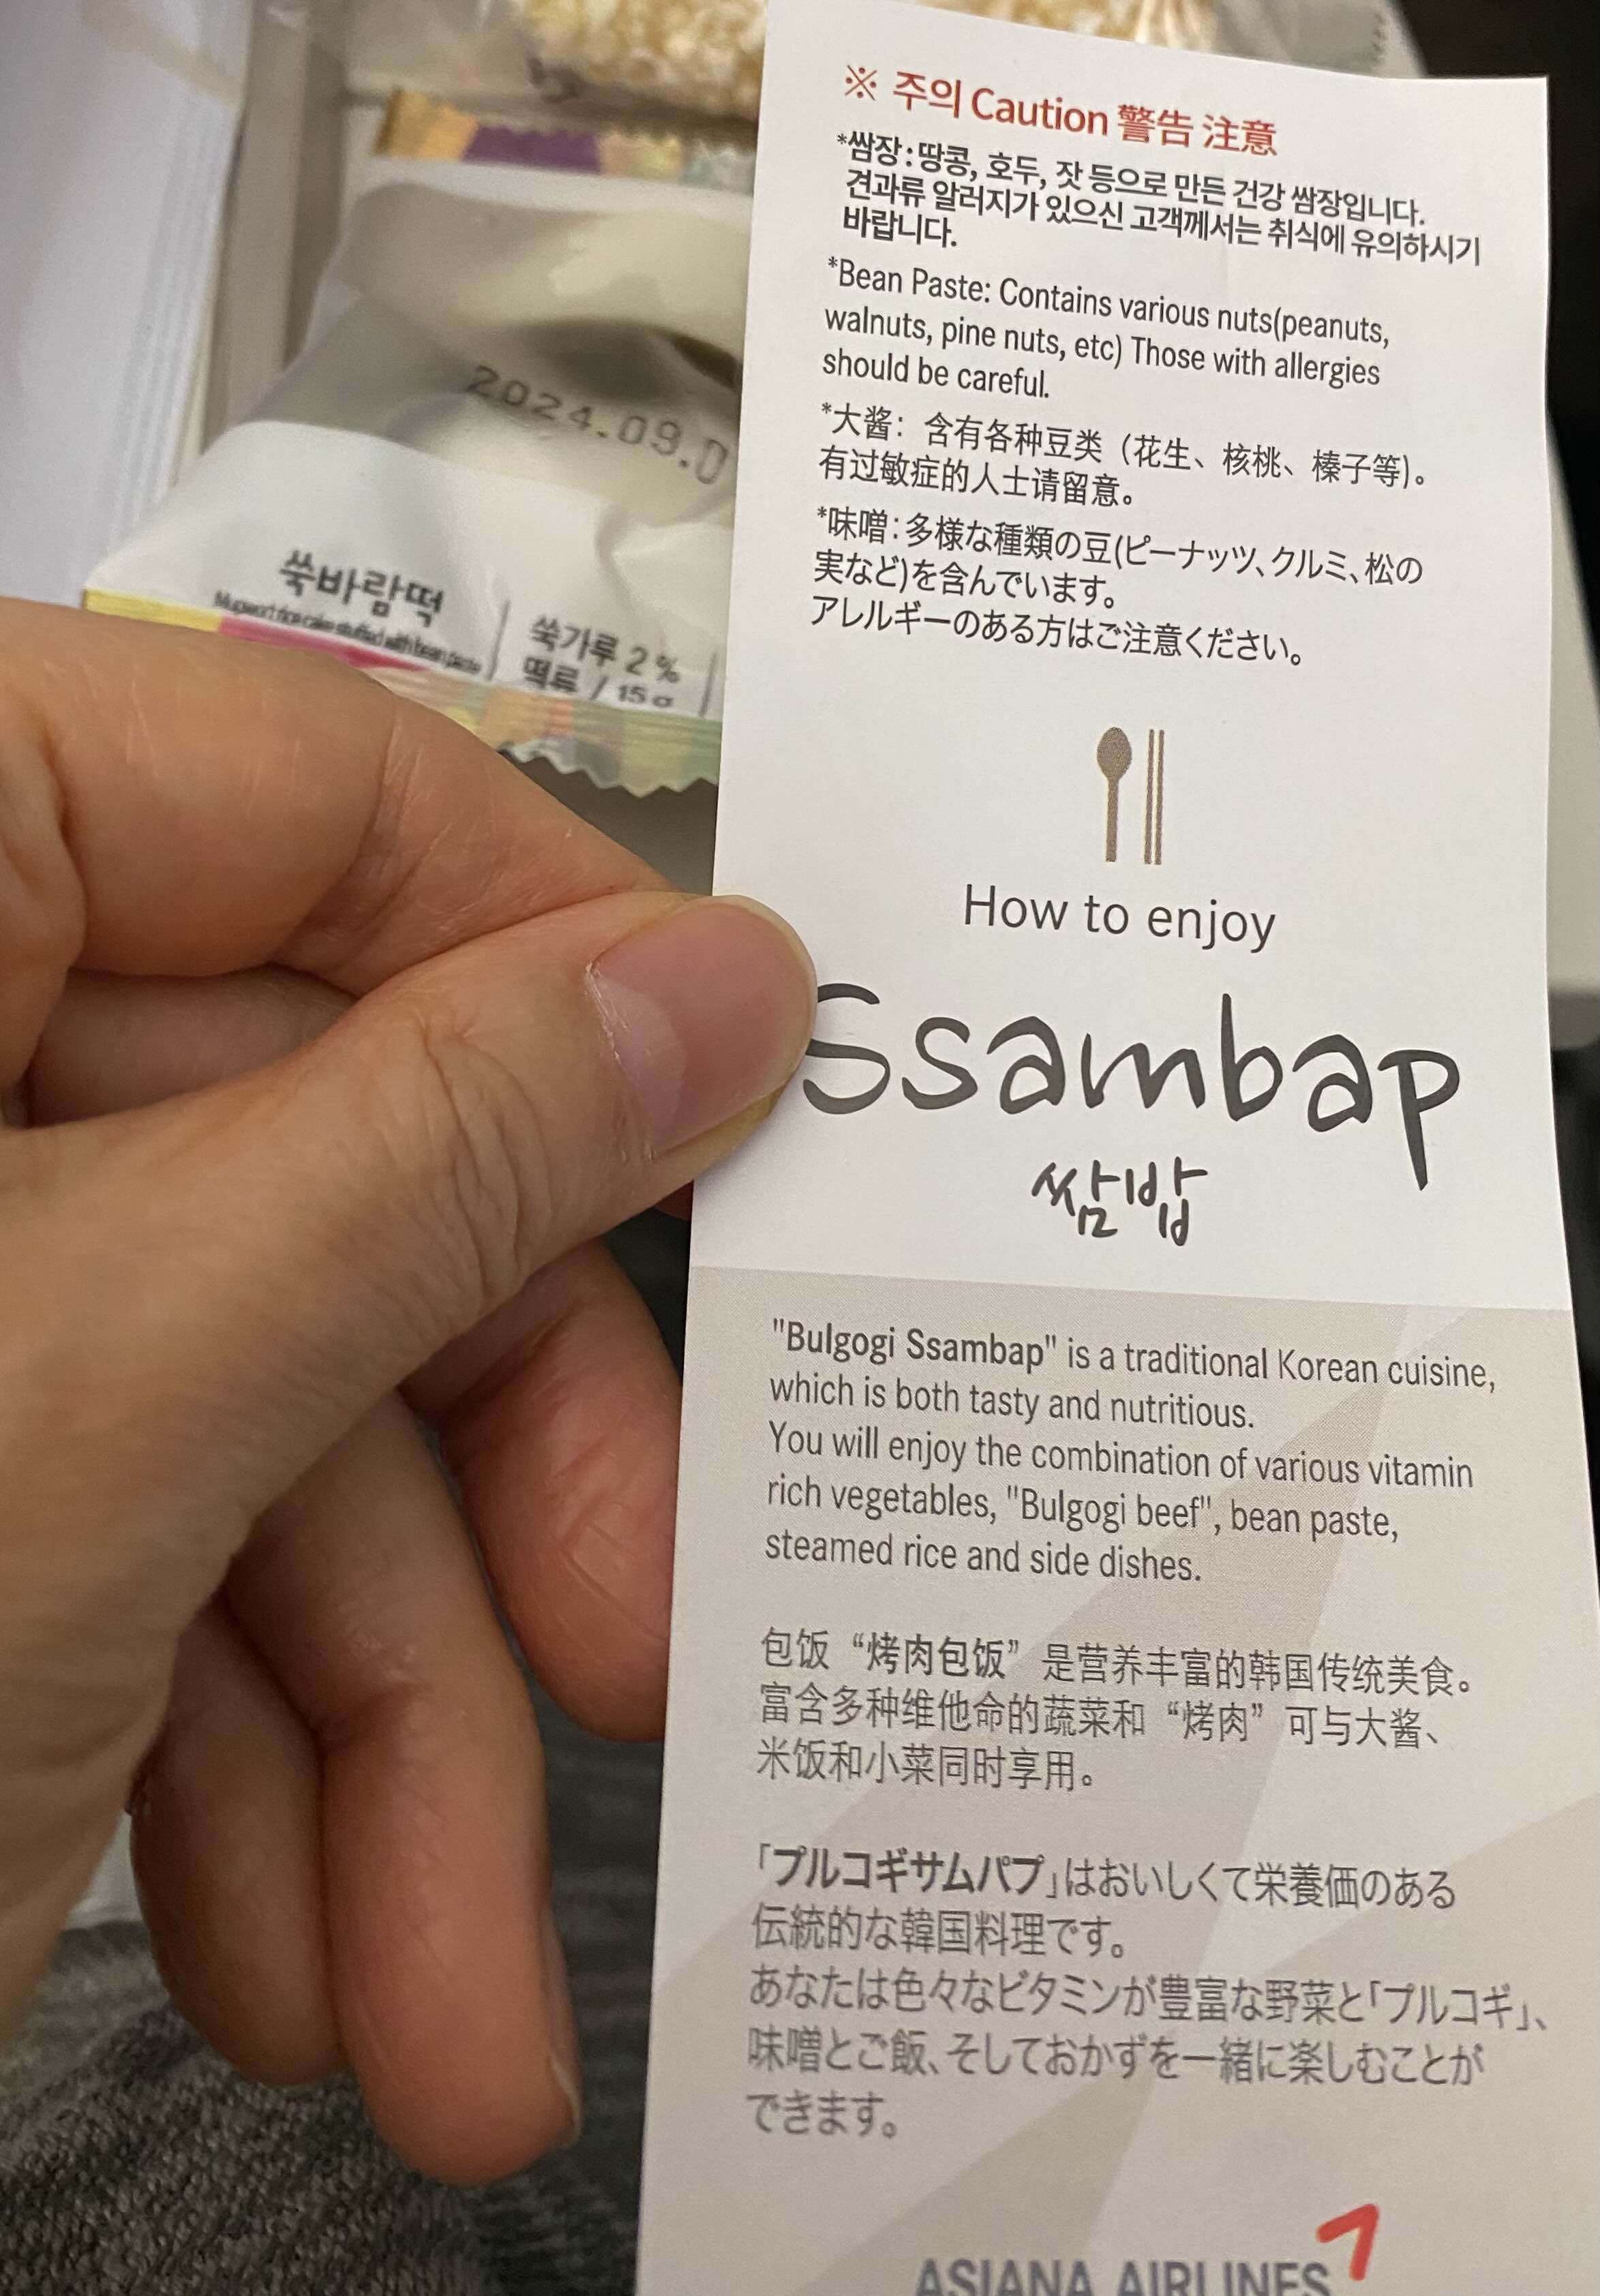 ※ 주의 Caution 警告 注意
*쌈장 : 땅콩, 호두, 잣 등으로 만든 건강 쌈장입니다.
견과류 알러지가 있으신 고객께서는 취식에 유의하시기
바랍니다.
*Bean Paste: Contains various nuts(peanuts,
walnuts, pine nuts, etc) Those with allergies
should be careful.
*大酱：含有各种豆类（花生、核桃、榛子等)。
有过敏症的人士请留意。
*味噌：多様な種類の豆(ピーナッツ、クルミ、松の
実など)を含んでいます。
アレルギーのある方はご注意ください。
How to enjoy
Ssambap
쌈밥
"Bulgogi Ssambap" is a traditional Korean cuisine,
which is both tasty and nutritious.
You will enjoy the combination of various vitamin
rich vegetables, "Bulgogi beef", bean paste,
steamed rice and side dishes.
包饭“烤肉包饭”是营养丰富的韩国传统美食。
富含多种维他命的蔬菜和“烤肉”可与大酱、
米饭和小菜同时享用。
「プルコギサムパプ」はおいしくて栄養価のある
伝統的な韓国料理です。
あなたは色々なビタミンが豊富な野菜と「プルコギ」、
味噌とご飯、そしておかずを一緒に楽しむことが
できます。
ASIANA AIRLINES
2024.09.0
쑥바람떡
Mugwort rice cake stuffed with bean paste
쑥가루 2 %
떡류 / 15 g